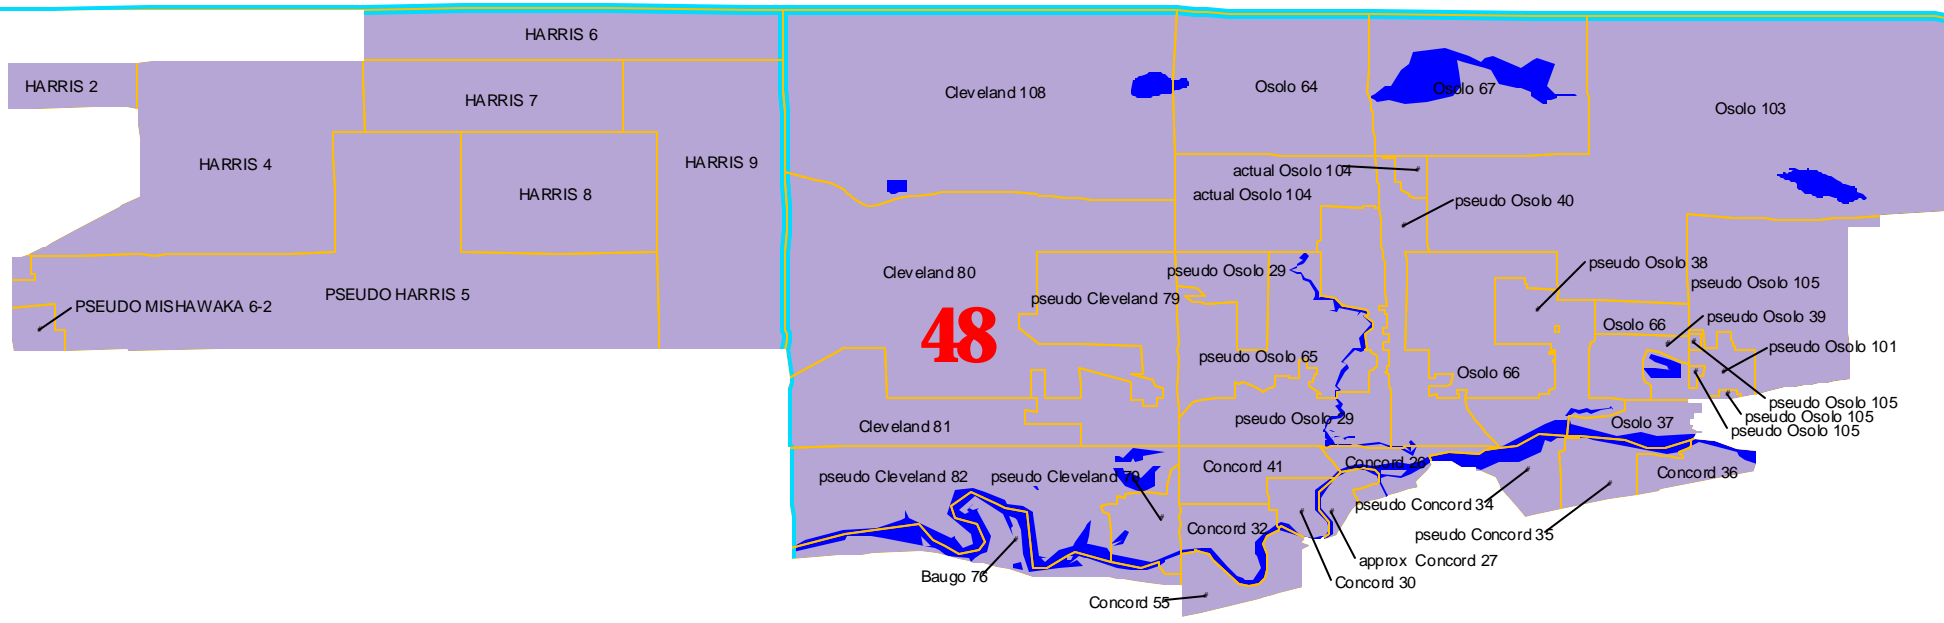 HARRIS 6
HARRIS 2
HARRIS 7
Cleveland 108
Osolo 64
Osolo 67
Osolo 103
HARRIS 4
HARRIS 9
HARRIS 8
actual Osolo 104
actual Osolo 104
pseudo Osolo 40
Cleveland 80
pseudo Osolo 29
pseudo Osolo 38
pseudo Osolo 105
PSEUDO HARRIS 5
PSEUDO MISHAWAKA 6-2
pseudo Cleveland 79
48
Osolo 66
pseudo Osolo 39
pseudo Osolo 101
pseudo Osolo 65
Osolo 66
pseudo Osolo 105
pseudo Osolo 105
pseudo Osolo 105
Cleveland 81
pseudo Osolo 29
Osolo 37
pseudo Cleveland 82
pseudo Cleveland 79
Concord 41
Concord 26
Concord 36
pseudo Concord 34
Concord 32
pseudo Concord 35
approx Concord 27
Baugo 76
Concord 30
Concord 55